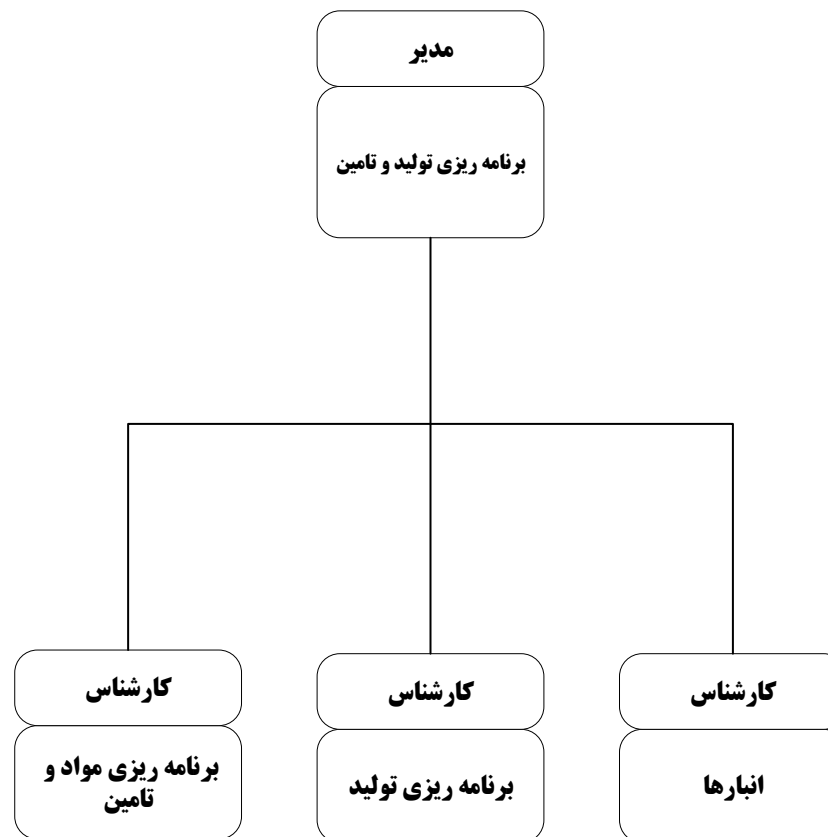 مدیر
برنامه ریزی تولید و تامین
کارشناس
انبارها
کارشناس
برنامه ریزی تولید
کارشناس
برنامه ریزی مواد و
تامین